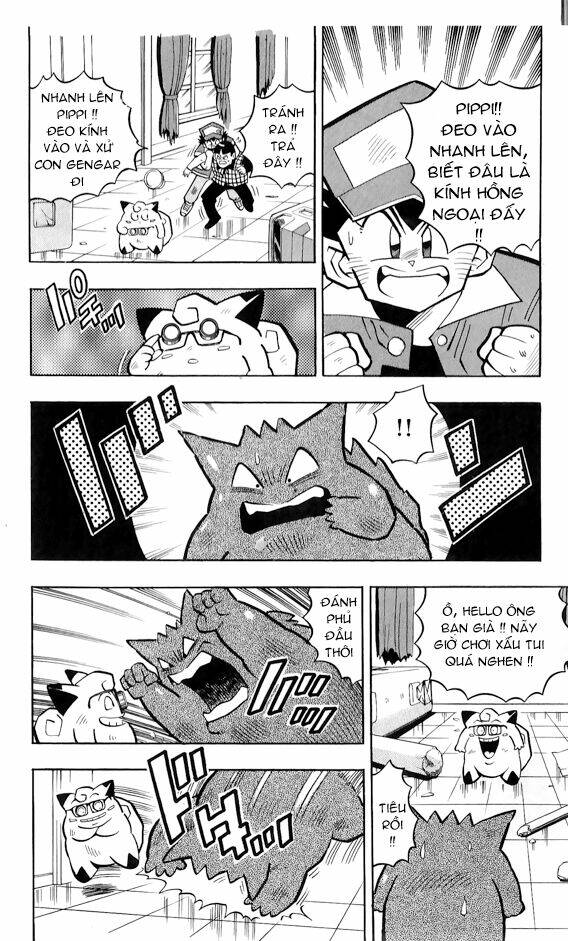 PIPPI!!
ĐEO VÀO
NHANH LÊN,
BIẾT ĐÂU LÀ
KÍNH HỒNG
NGOẠI ĐẤY
!!
TRÁNH
RA !!
TRẢ
ĐÂY !!
NHANH LÊN
PIPPI !!
ĐEO KÍNH
VÀO VÀ XỬ
CON GENGAR
ĐI
!!
Ồ, HELLO ÔNG
BẠN GIÀ !! NÃY
GIỜ CHƠI XẤU TUI
QUÁ NGHEN !!
TIÊU
RỒI
!!
ĐÁNH
PHỦ
ĐẦU
THÔI